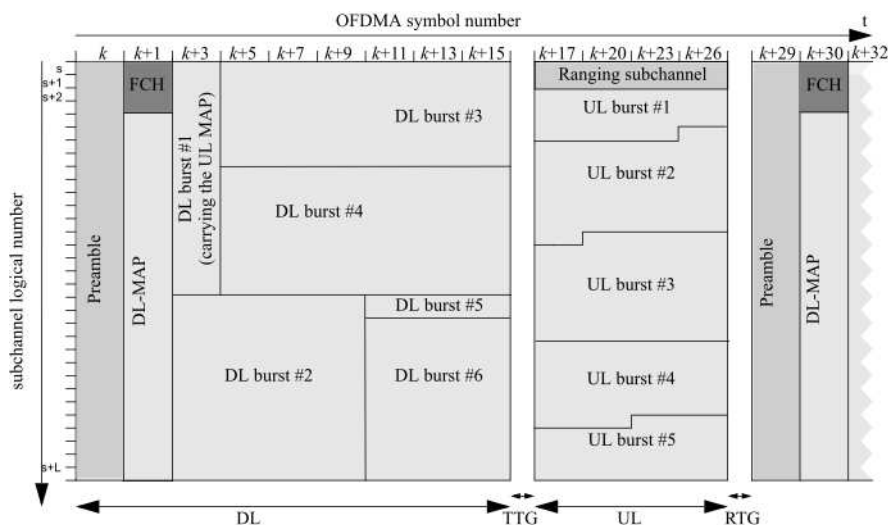 OFDMA symbol number
t
k
k+1
k+3
k+5
k+7
k+9
k+11
k+13
k+15
k+17
k+20
k+23
k+26
k+29
k+30
k+32
s
s+1
s+2
s+L
subchannel logical number
Preamble
FCH
DL-MAP
DL burst #1
(carrying the UL MAP)
DL burst #3
DL burst #4
DL burst #5
DL burst #2
DL burst #6
Ranging subchannel
UL burst #1
UL burst #2
UL burst #3
UL burst #4
UL burst #5
Preamble
FCH
DL-MAP
DL
TTG
UL
RTG